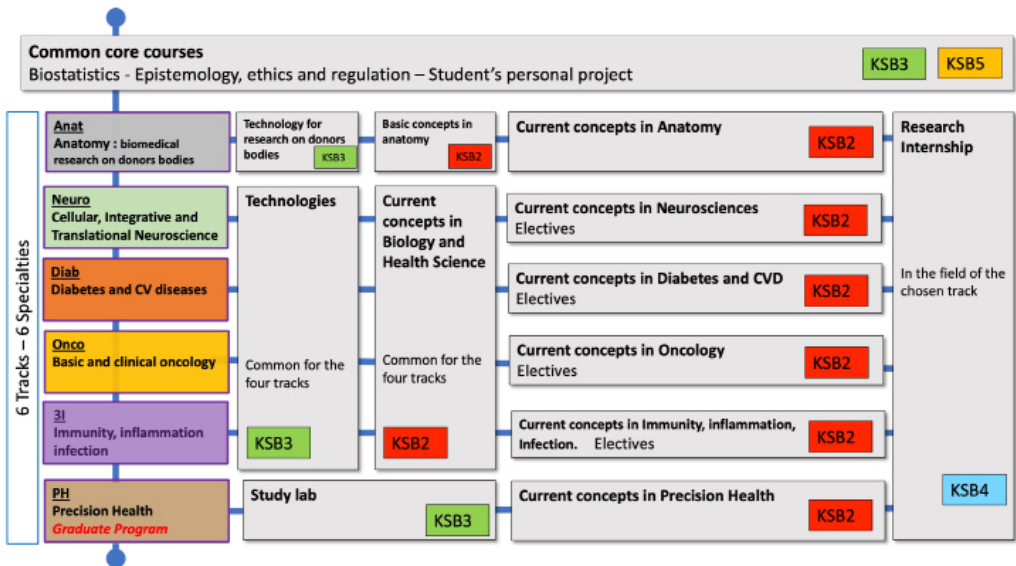 Common core courses
Biostatistics - Epistemology, ethics and regulation – Student's personal project
KSB3
KSB5
6 Tracks – 6 Specialties
Anat
Anatomy : biomedical
research on donors bodies
Technology for
research on donors
bodies
KSB3
Basic concepts in
anatomy
KSB2
Current concepts in Anatomy
KSB2
Research
Internship
In the field of the
chosen track
KSB4
Neuro
Cellular, Integrative and
Translational Neuroscience
Technologies
Common for the
four tracks
KSB3
Current
concepts in
Biology and
Health Science
Common for the
four tracks
KSB2
Current concepts in Neurosciences
Electives
KSB2
Diab
Diabetes and CV diseases
Current concepts in Diabetes and CVD
Electives
KSB2
Onco
Basic and clinical oncology
Current concepts in Oncology
Electives
KSB2
3I
Immunity, inflammation
infection
Current concepts in Immunity, inflammation,
Infection. Electives
KSB2
PH
Precision Health
Graduate Program
Study lab
KSB3
Current concepts in Precision Health
KSB2